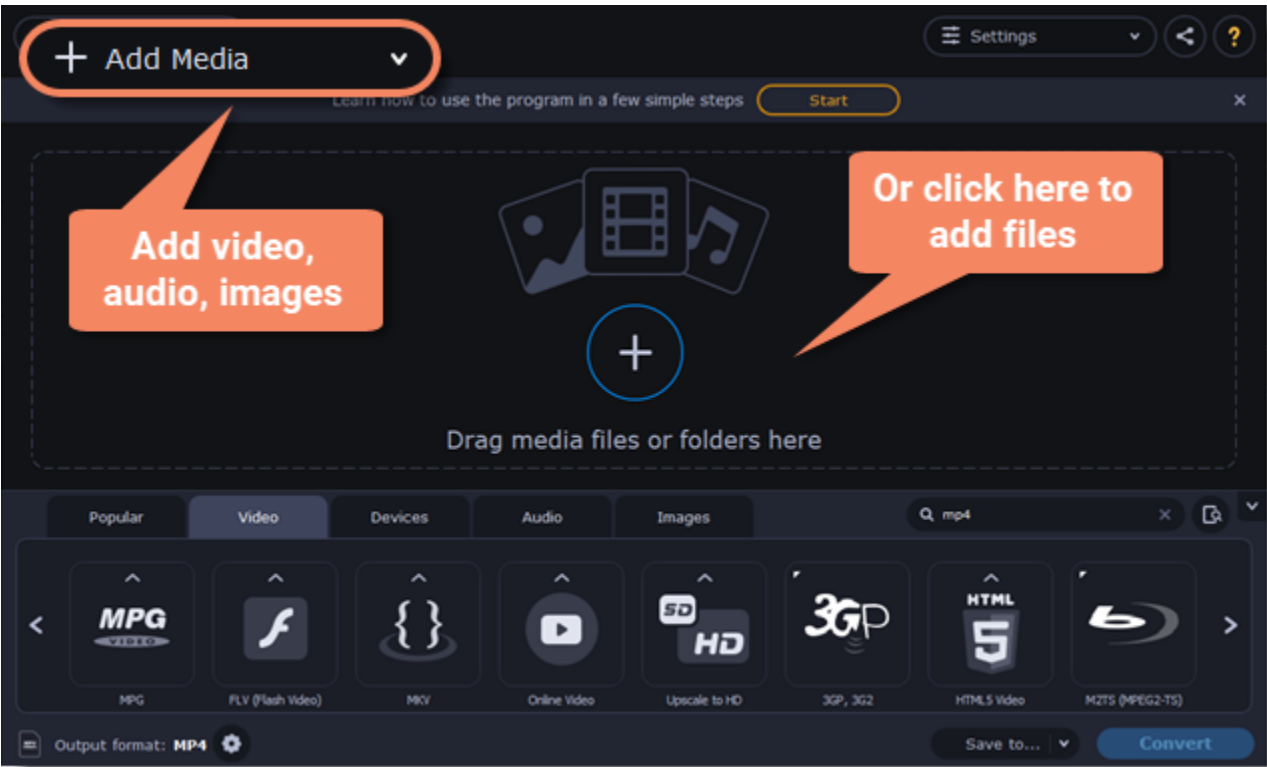 Add Media
Settings
?
Learn how to use the program in a few simple steps
Start
Add video,
audio, images
Or click here to
add files
Drag media files or folders here
Popular
Video
Devices
Audio
Images
mp4
MPG
VIDEO
SD
HD
3GP
HTML
5
MPG
FLV (Flash Video)
MKV
Online Video
Upscale to HD
3GP, 3G2
HTML5 Video
M2TS (MPEG2-TS)
Output format: MP4
Save to...
Convert